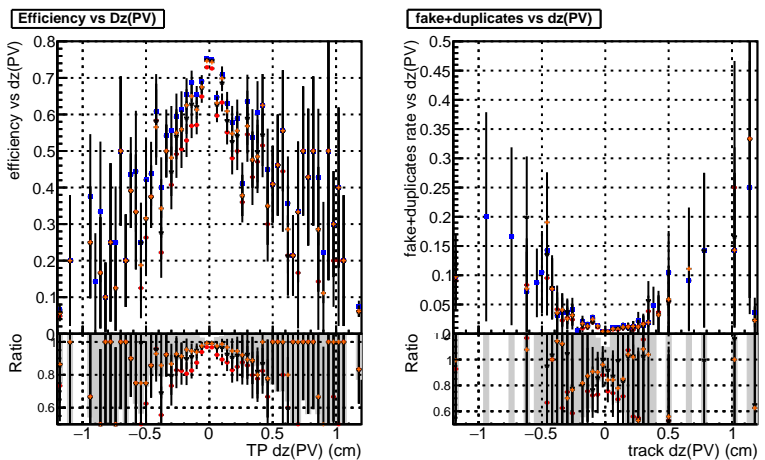 Efficiency vs Dz(PV)
efficiency vs dz(PV)
0.8
0.7
0.6
0.5
0.4
0.3
0.2
0.1
0
Ratio
1
0.8
0.6
−1 −0.5 0 0.5 1
TP dz(PV) (cm)
fake+duplicates vs dz(PV)
fake+duplicates rate vs dz(PV)
0.5
0.45
0.4
0.35
0.3
0.25
0.2
0.15
0.1
0.05
0
Ratio
1
0.8
0.6
−1 −0.5 0 0.5 1
track dz(PV) (cm)